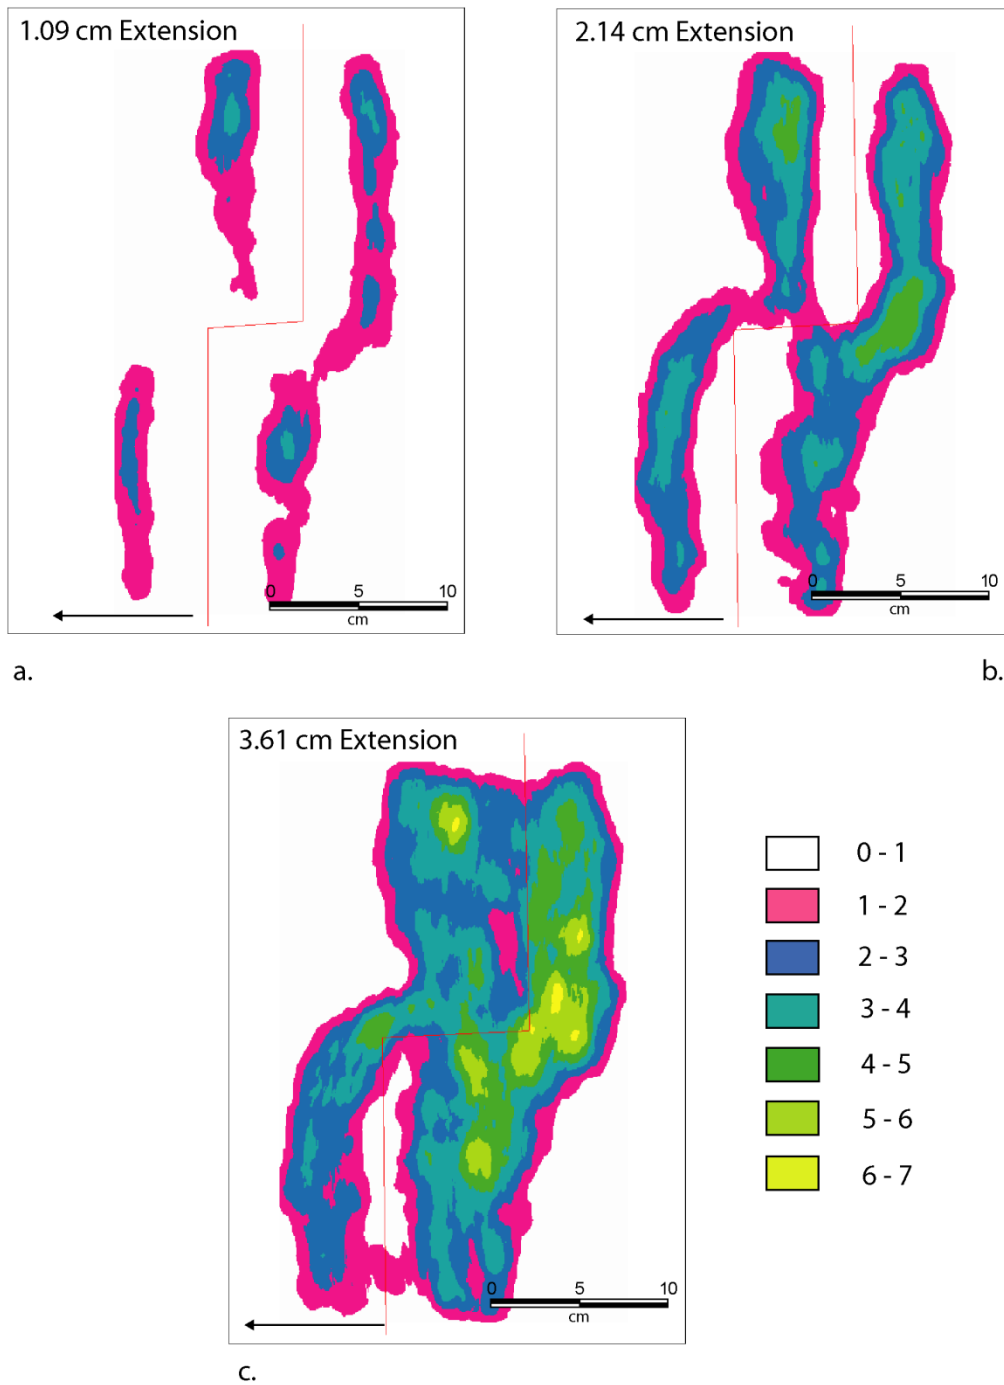 1.09 cm Extension
0 5 10
cm
a.
2.14 cm Extension
0 5 10
cm
b.
3.61 cm Extension
0 5 10
cm
c.
0 - 1
1 - 2
2 - 3
3 - 4
4 - 5
5 - 6
6 - 7